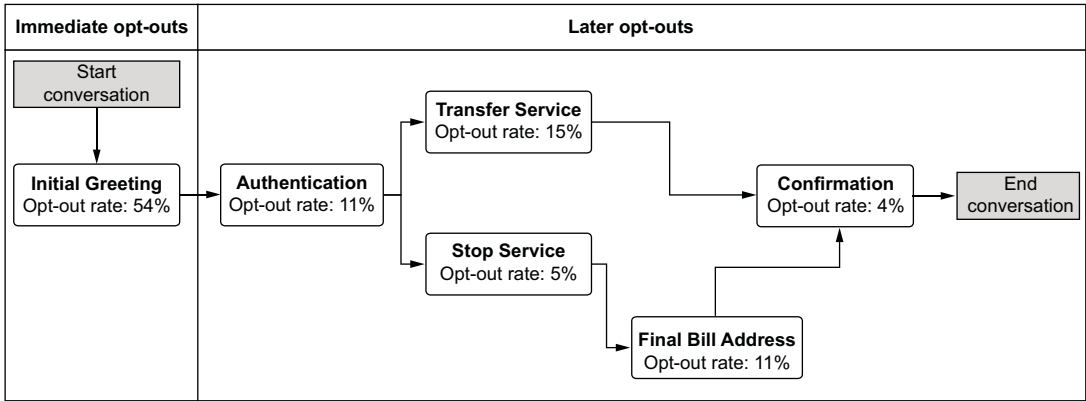 Immediate opt-outs
Later opt-outs
Start
conversation
Initial Greeting
Opt-out rate: 54%
Authentication
Opt-out rate: 11%
Transfer Service
Opt-out rate: 15%
Stop Service
Opt-out rate: 5%
Final Bill Address
Opt-out rate: 11%
Confirmation
Opt-out rate: 4%
End
conversation